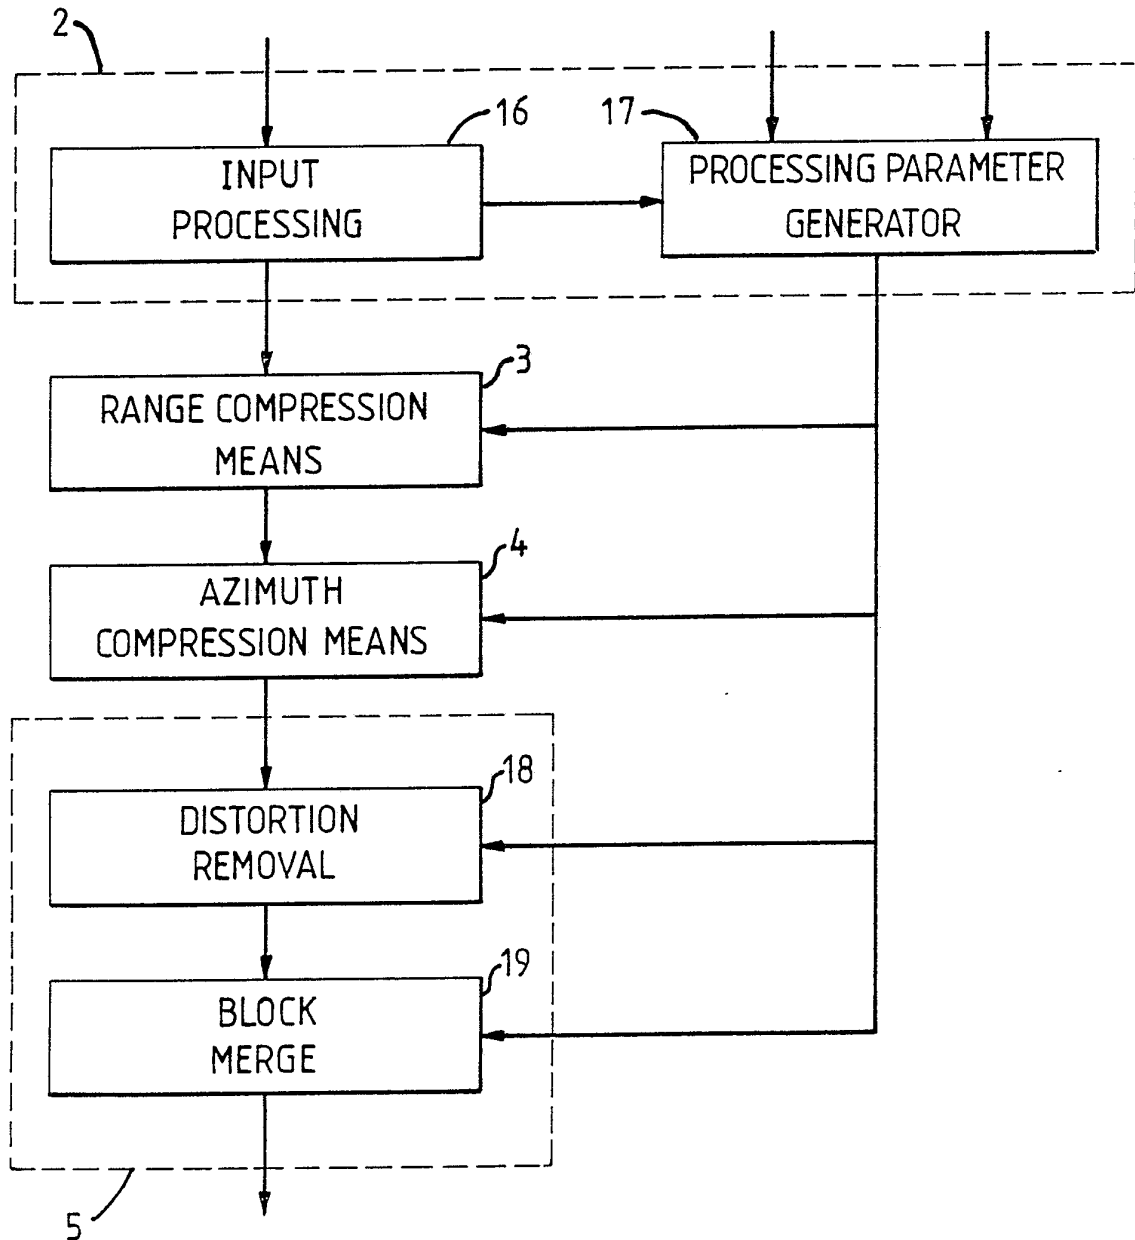 2
16
17
INPUT
PROCESSING
PROCESSING PARAMETER
GENERATOR
3
RANGE COMPRESSION
MEANS
4
AZIMUTH
COMPRESSION MEANS
18
DISTORTION
REMOVAL
19
BLOCK
MERGE
5